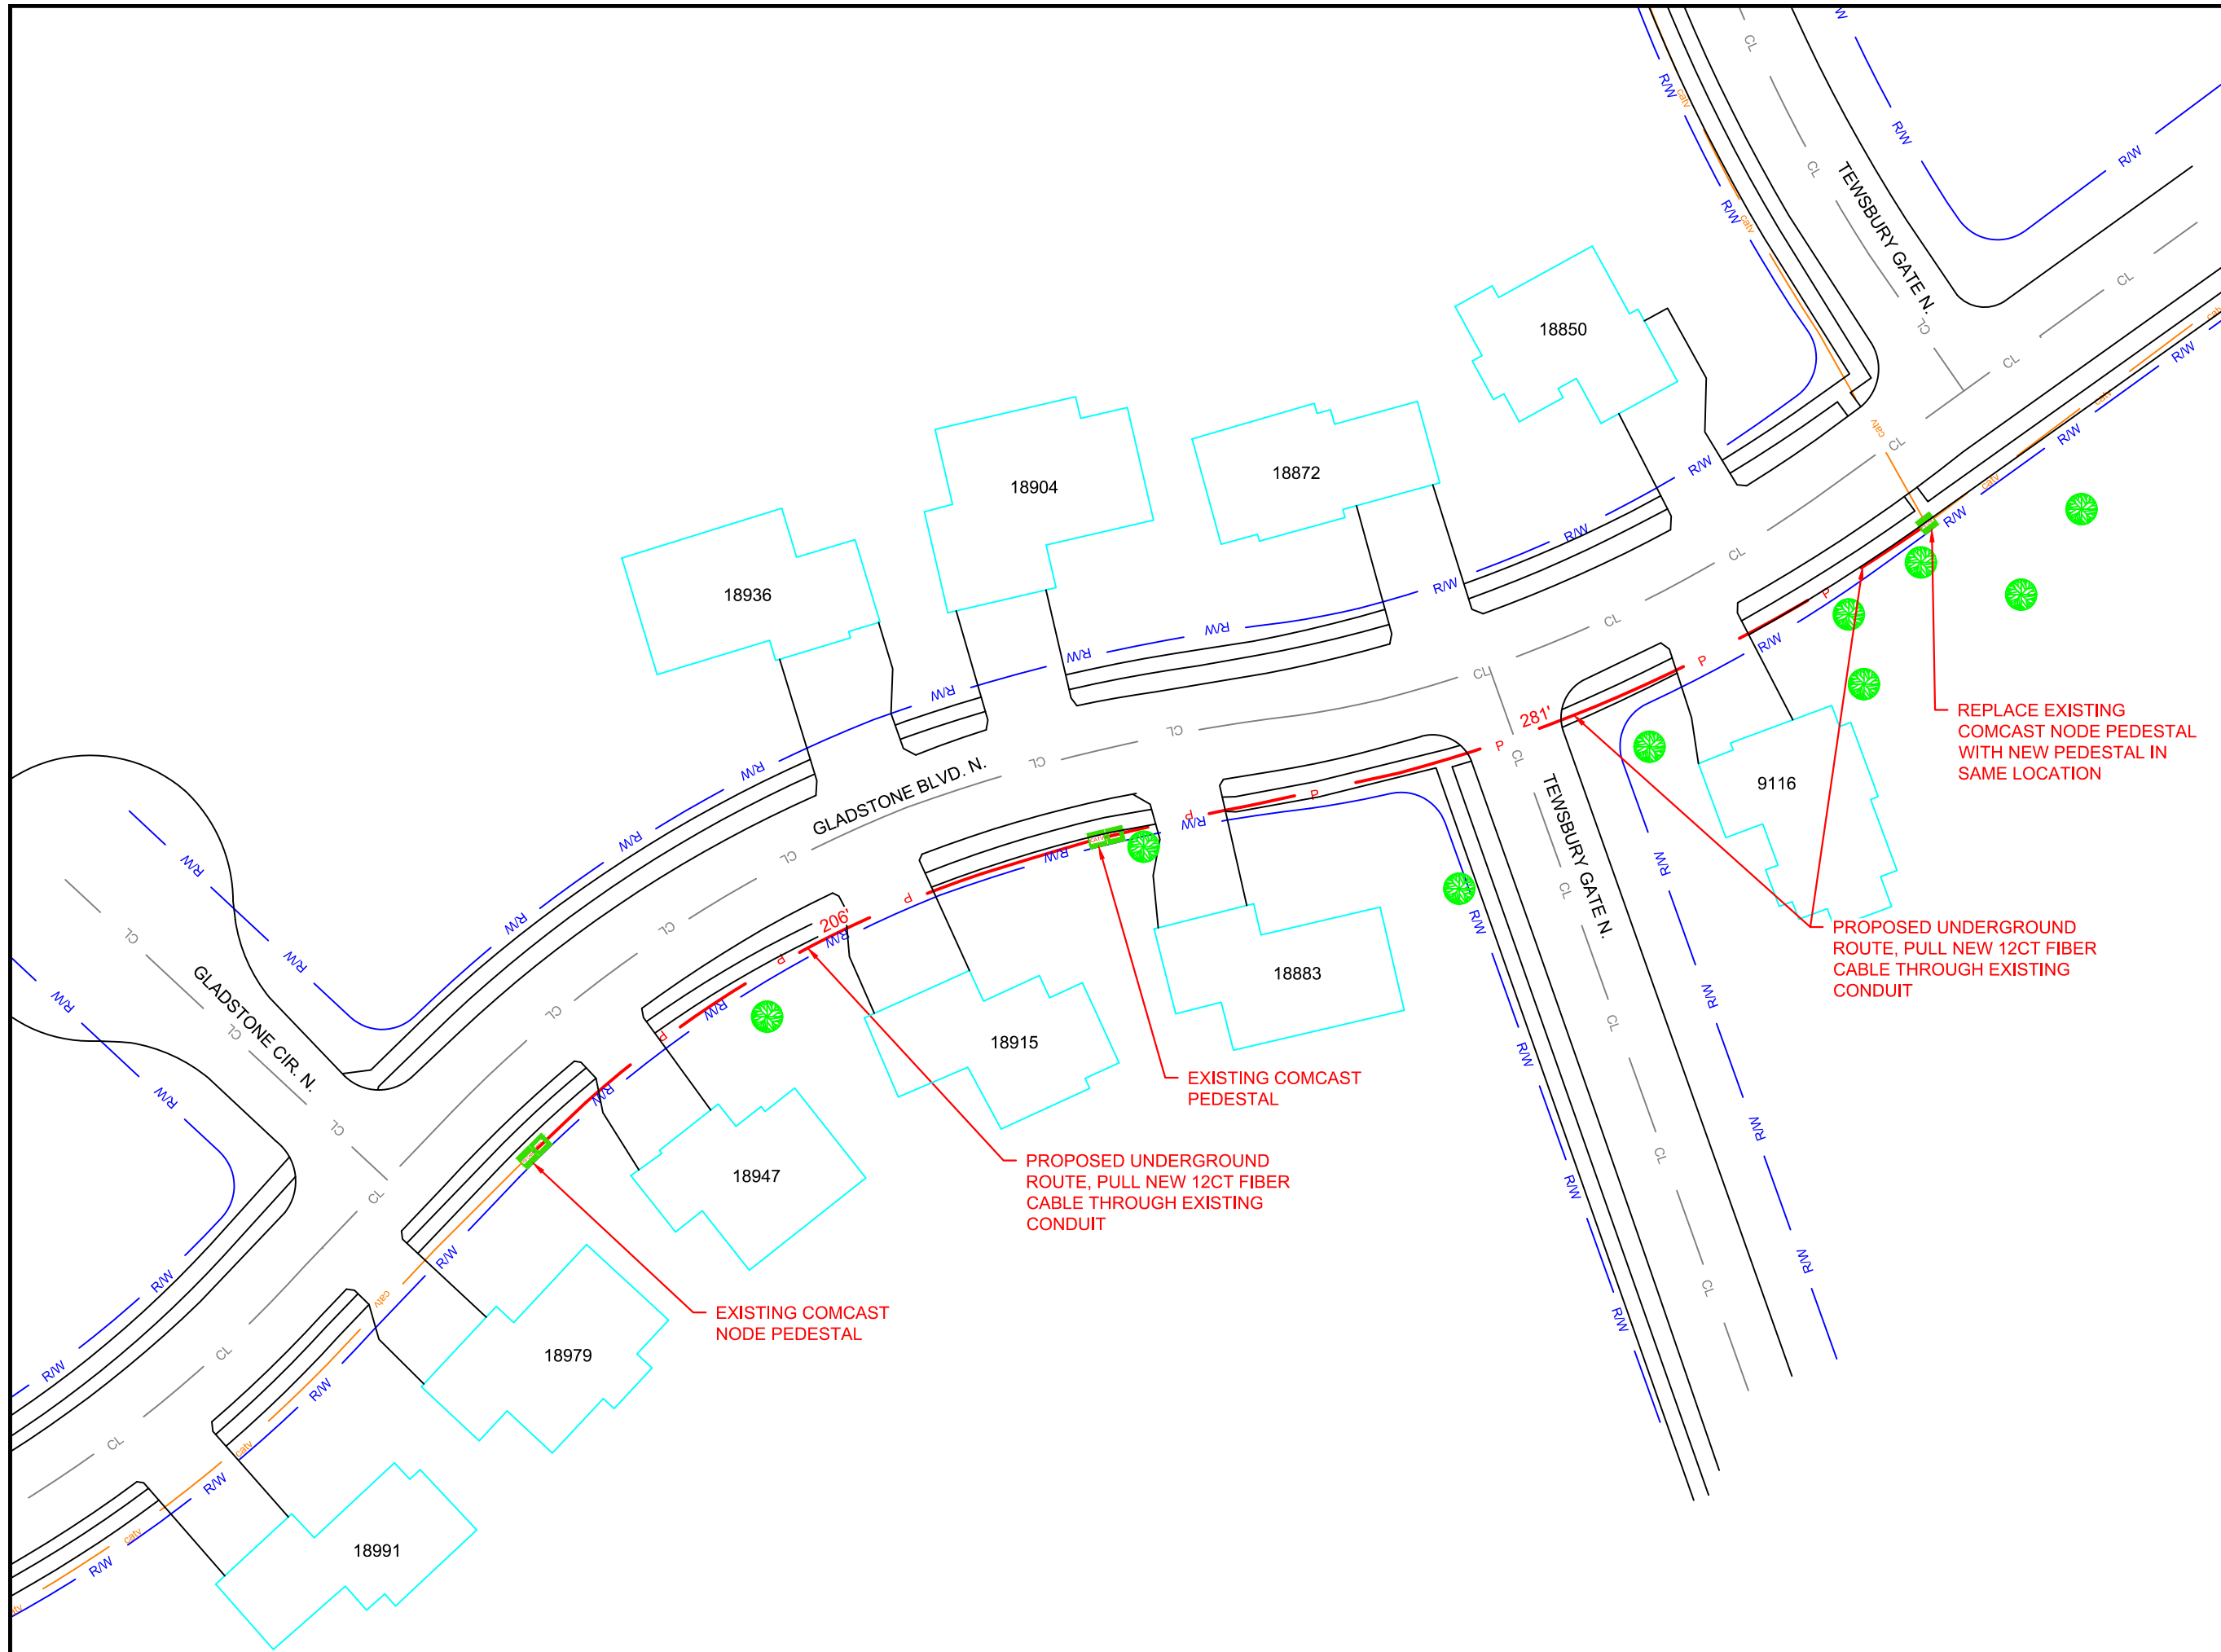 TEWSBURY GATE N.
18850
18872
18904
18936
GLADSTONE BLVD. N.
281'
REPLACE EXISTING
COMCAST NODE PEDESTAL
WITH NEW PEDESTAL IN
SAME LOCATION
9116
TEWSBURY GATE N.
206'
PROPOSED UNDERGROUND
ROUTE, PULL NEW 12CT FIBER
CABLE THROUGH EXISTING
CONDUIT
18883
GLADSTONE CIR. N.
18915
EXISTING COMCAST
PEDESTAL
PROPOSED UNDERGROUND
ROUTE, PULL NEW 12CT FIBER
CABLE THROUGH EXISTING
CONDUIT
18947
EXISTING COMCAST
NODE PEDESTAL
18979
18991
R/W
CL
catv
P